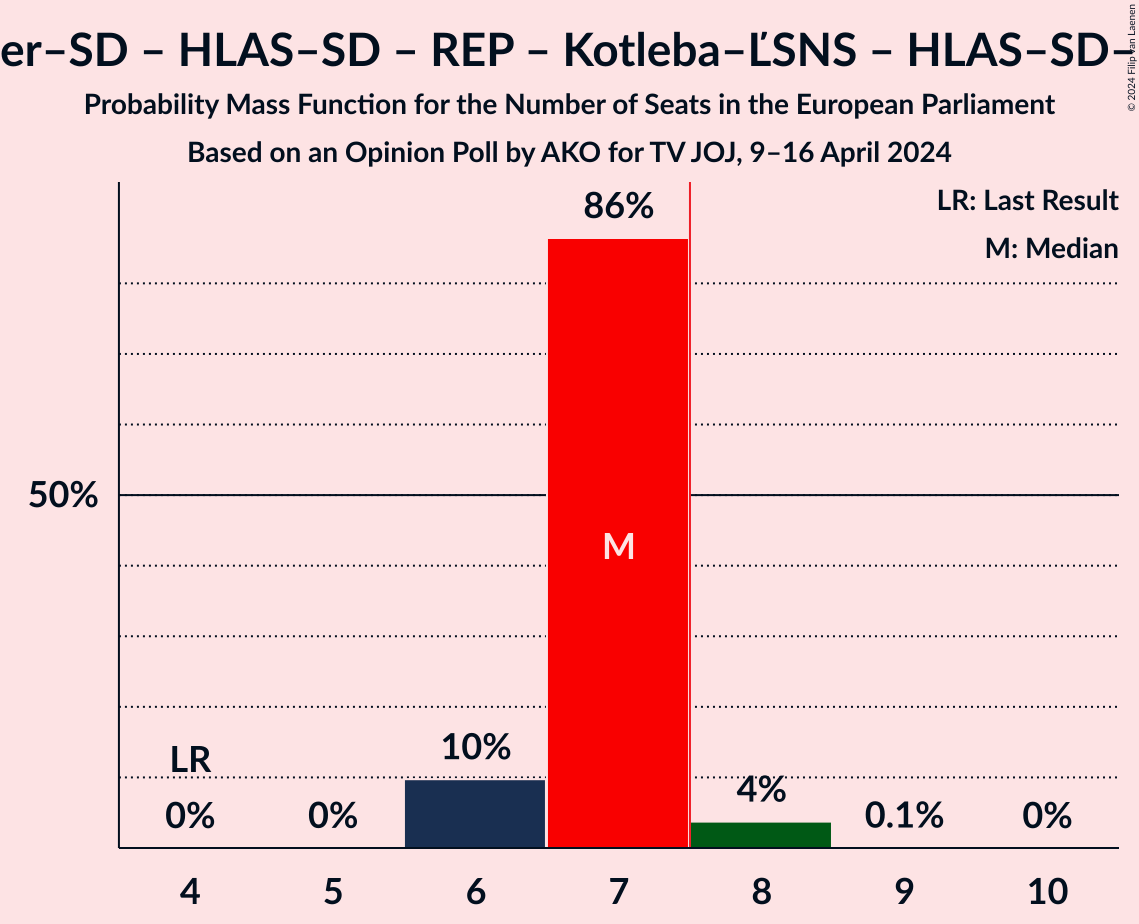 er–SD – HLAS–SD – REP – Kotleba–ĽSNS – HLAS–SD–
Probability Mass Function for the Number of Seats in the European Parliament
Based on an Opinion Poll by AKO for TV JOJ, 9–16 April 2024
© 2024 Filip van Laenen
LR: Last Result
M: Median
86%
50%
M
10%
LR
4%
0%
0%
0.1%
0%
4
5
6
7
8
9
10